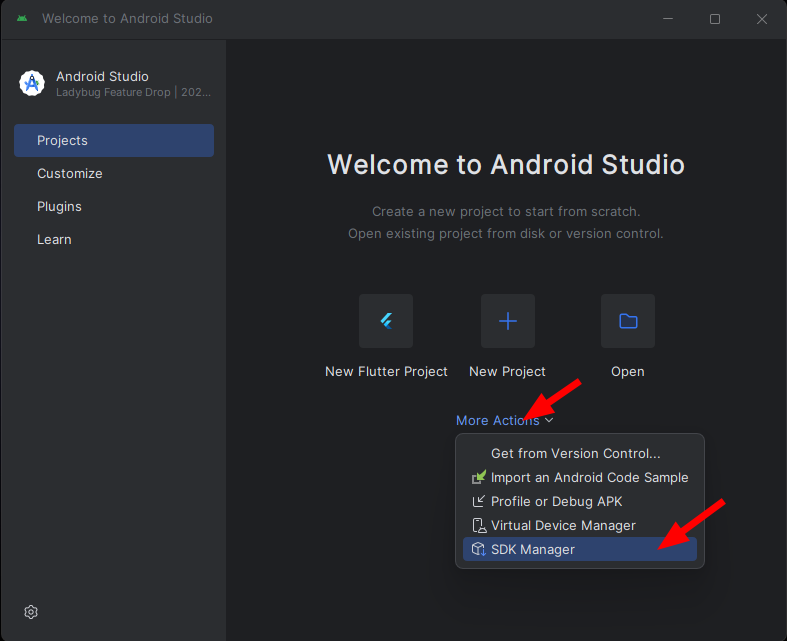 Welcome to Android Studio
Android Studio
Ladybug Feature Drop | 202...
Projects
Customize
Plugins
Learn
Welcome to Android Studio
Create a new project to start from scratch.
Open existing project from disk or version control.
New Flutter Project
New Project
Open
More Actions
Get from Version Control...
Import an Android Code Sample
Profile or Debug APK
Virtual Device Manager
SDK Manager